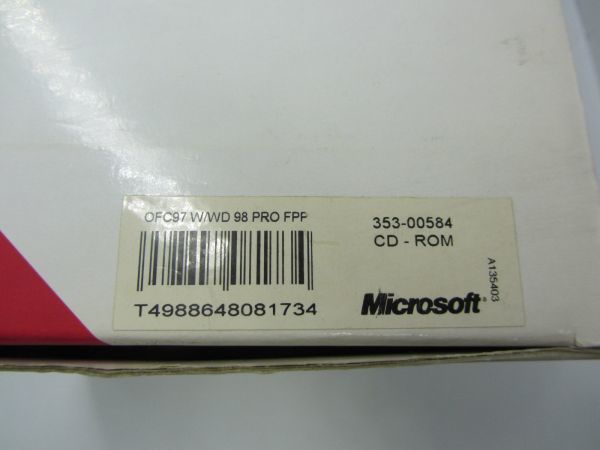 OFC97 W/WD 98 PRO FPP
T4988648081734
353-00584
CD - ROM
Microsoft®
A135403